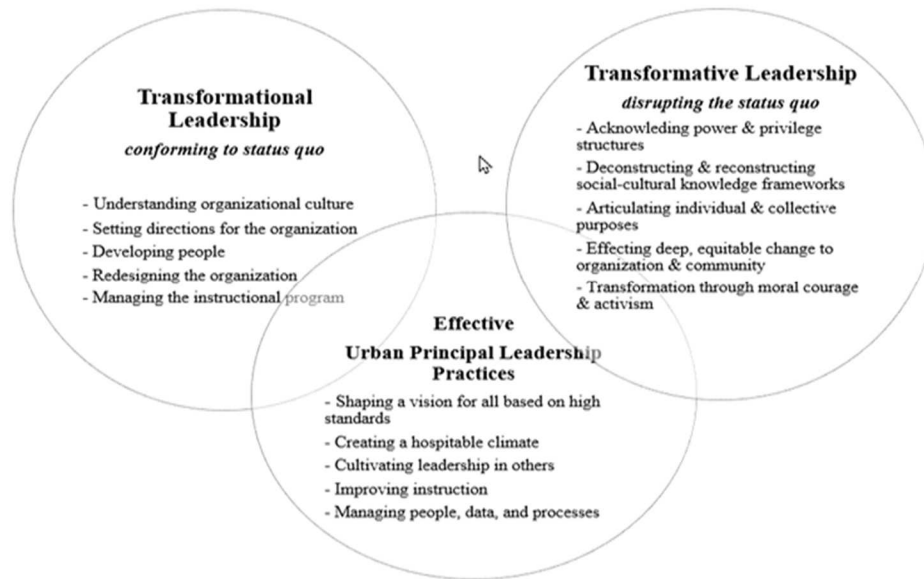 Transformational
Leadership
conforming to status quo
- Understanding organizational culture
- Setting directions for the organization
- Developing people
- Redesigning the organization
- Managing the instructional program
Transformative Leadership
disrupting the status quo
- Acknowleding power & privilege
structures
- Deconstructing & reconstructing
social-cultural knowledge frameworks
- Articulating individual & collective
purposes
- Effecting deep, equitable change to
organization & community
- Transformation through moral courage
& activism
Effective
Urban Principal Leadership
Practices
- Shaping a vision for all based on high
standards
- Creating a hospitable climate
- Cultivating leadership in others
- Improving instruction
- Managing people, data, and processes